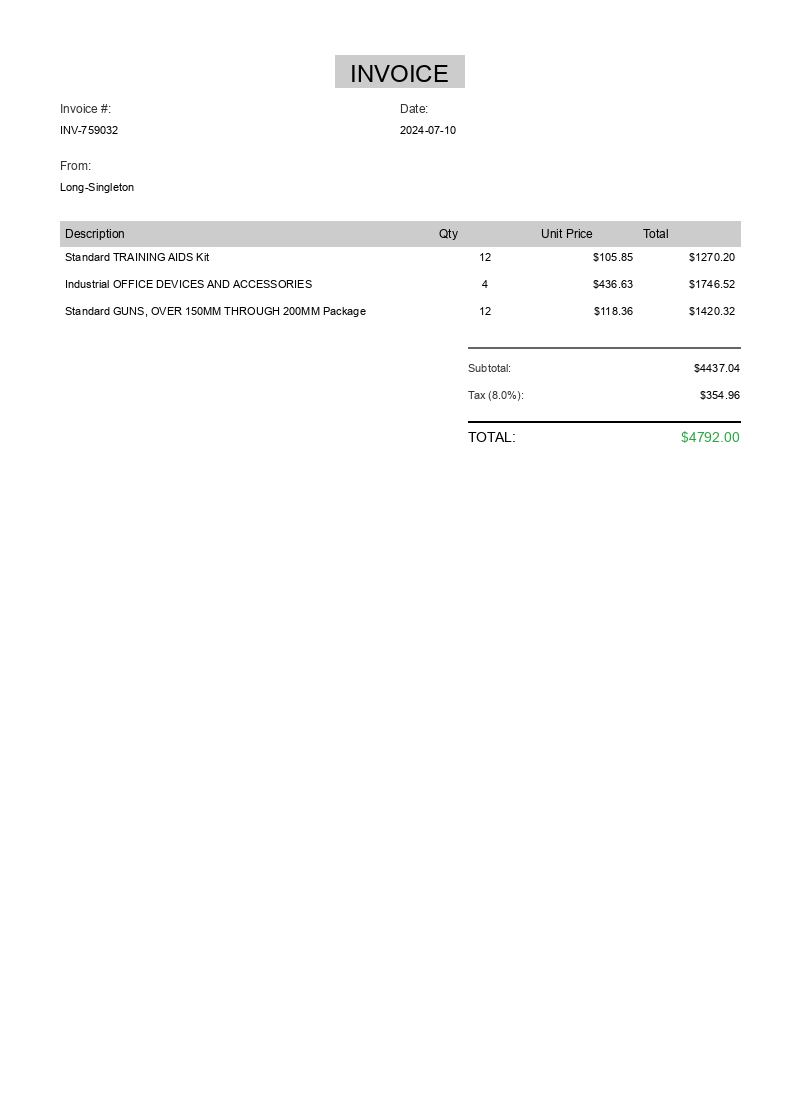 INVOICE
Invoice #: Date:
INV-759032 2024-07-10
From:
Long-Singleton
Description Qty Unit Price Total
Standard TRAINING AIDS Kit 12 $105.85 $1270.20
Industrial OFFICE DEVICES AND ACCESSORIES 4 $436.63 $1746.52
Standard GUNS, OVER 150MM THROUGH 200MM Package 12 $118.36 $1420.32
Subtotal: $4437.04
Tax (8.0%): $354.96
TOTAL: $4792.00